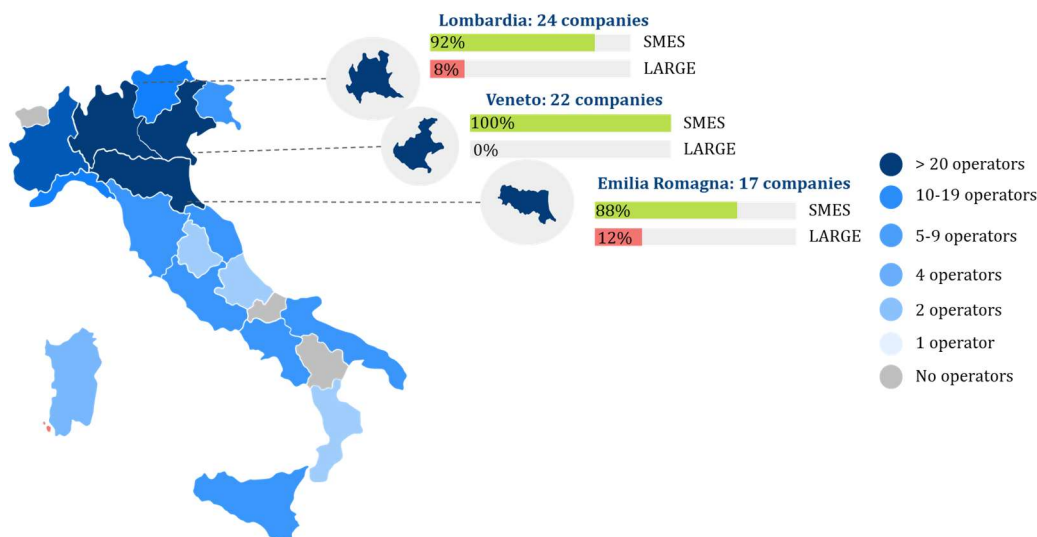 Lombardia: 24 companies
92% SMES
8% LARGE
Veneto: 22 companies
100% SMES
0% LARGE
Emilia Romagna: 17 companies
88% SMES
12% LARGE
> 20 operators
10-19 operators
5-9 operators
4 operators
2 operators
1 operator
No operators